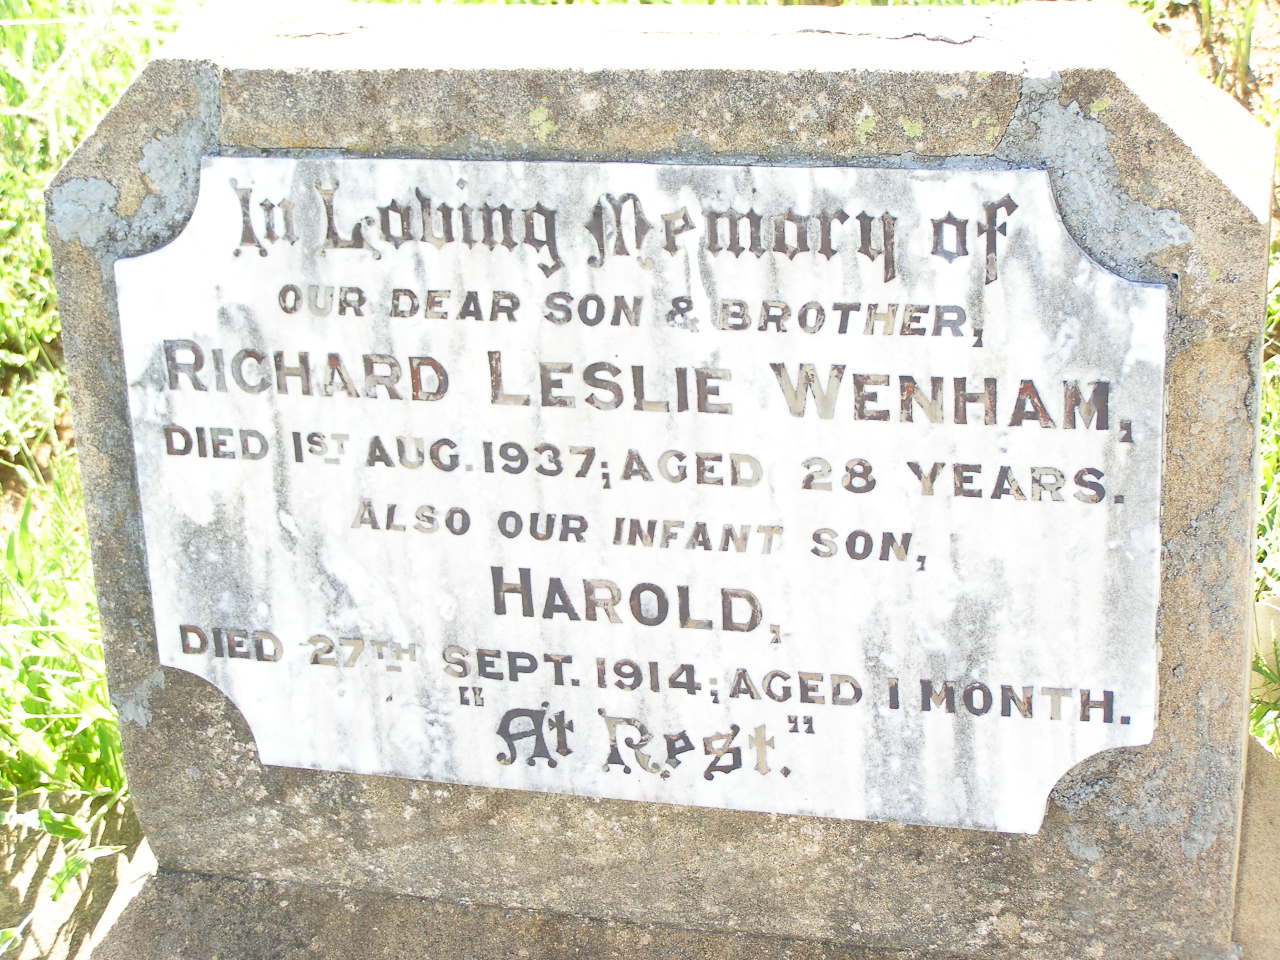 In Loving Memory of
OUR DEAR SON & BROTHER,
RICHARD LESLIE WENHAM,
DIED 1ST AUG. 1937; AGED 28 YEARS.
ALSO OUR INFANT SON,
HAROLD,
DIED 27TH SEPT. 1914; AGED 1 MONTH.
"At Rest."